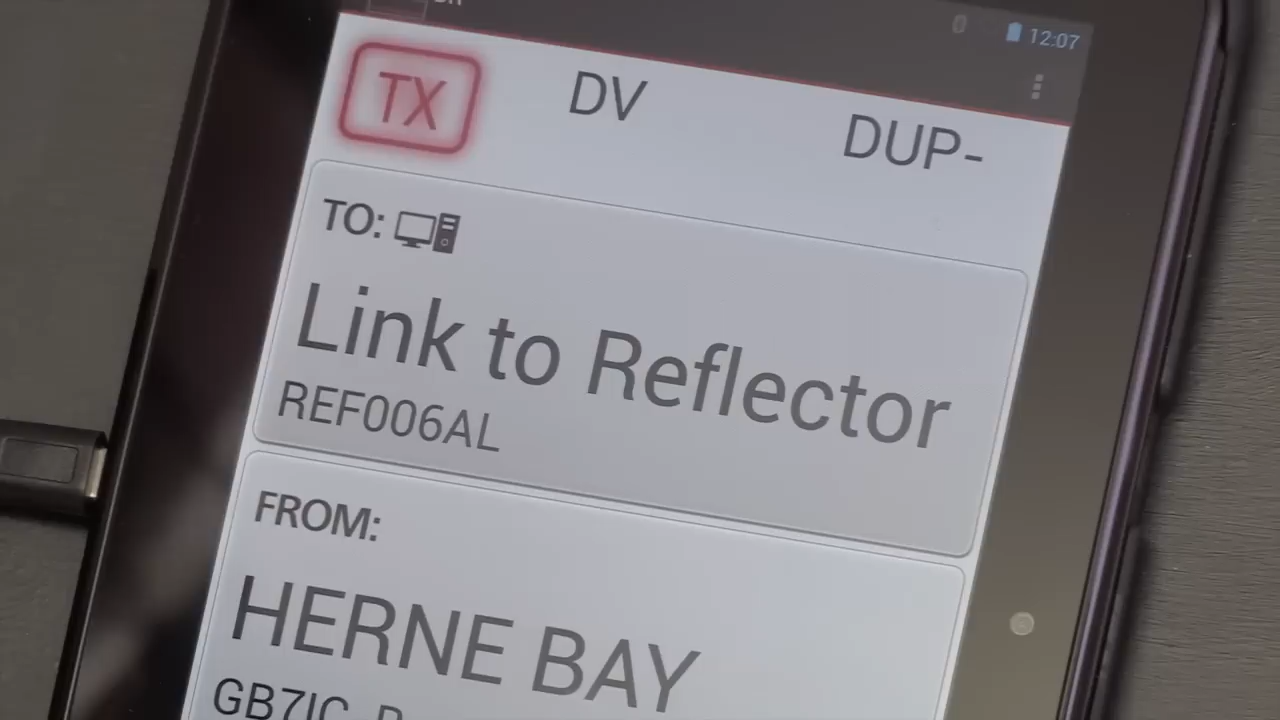 12:07
TX DV DUP-
TO:
Link to Reflector
REF006AL
FROM:
HERNE BAY
GB7IC